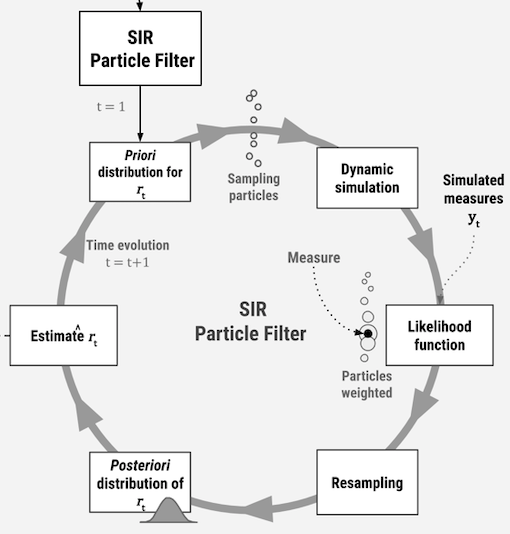 SIR
Particle Filter
t = 1
Priori
distribution for
r_t
Sampling
particles
Dynamic
simulation
Simulated
measures
y_t
Time evolution
t = t+1
Measure
SIR
Particle Filter
Estimate r̂_t
Likelihood
function
Particles
weighted
Posteriori
distribution of
r_t
Resampling